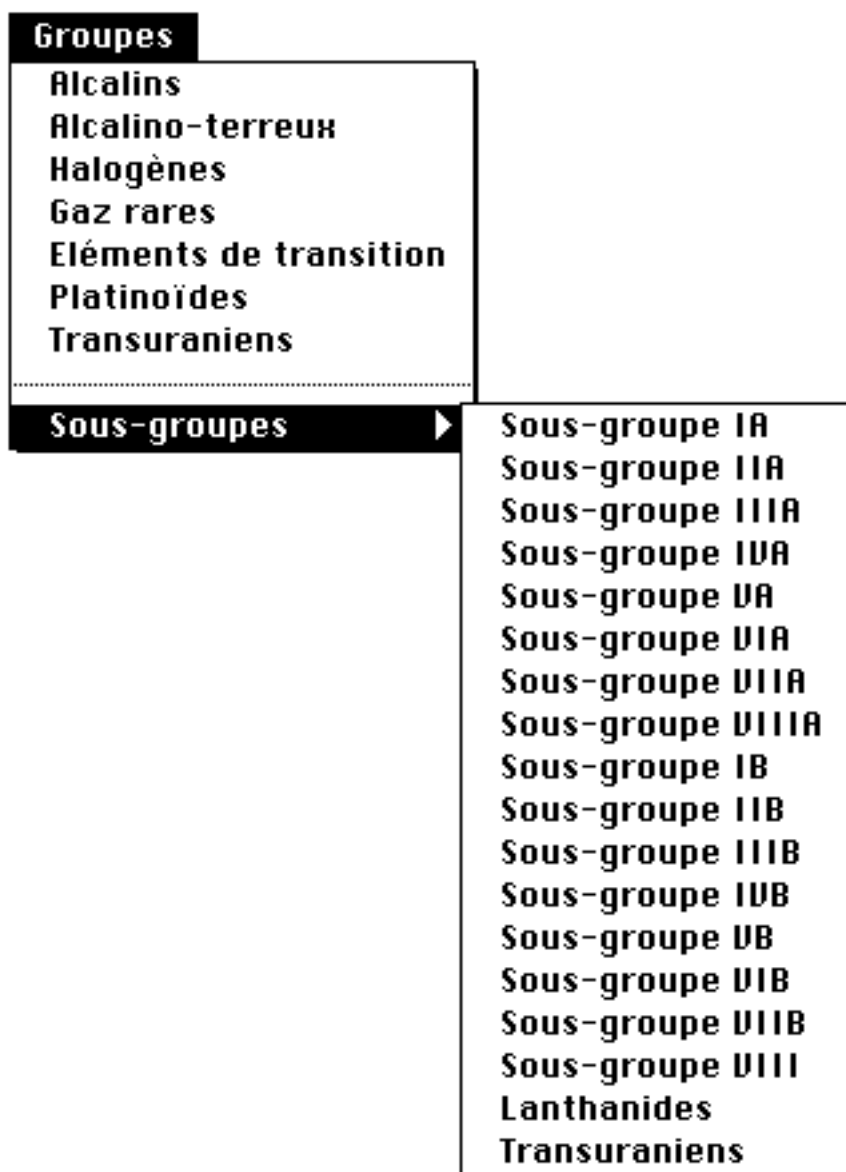 Groupes
Alcalins
Alcalino-terreux
Halogènes
Gaz rares
Eléments de transition
Platinoïdes
Transuraniens
Sous-groupes
Sous-groupe IA
Sous-groupe IIA
Sous-groupe IIIA
Sous-groupe IVA
Sous-groupe VA
Sous-groupe VIA
Sous-groupe VIIA
Sous-groupe VIIIA
Sous-groupe IB
Sous-groupe IIB
Sous-groupe IIIB
Sous-groupe IVB
Sous-groupe VB
Sous-groupe VIB
Sous-groupe VIIB
Sous-groupe VIII
Lanthanides
Transuraniens